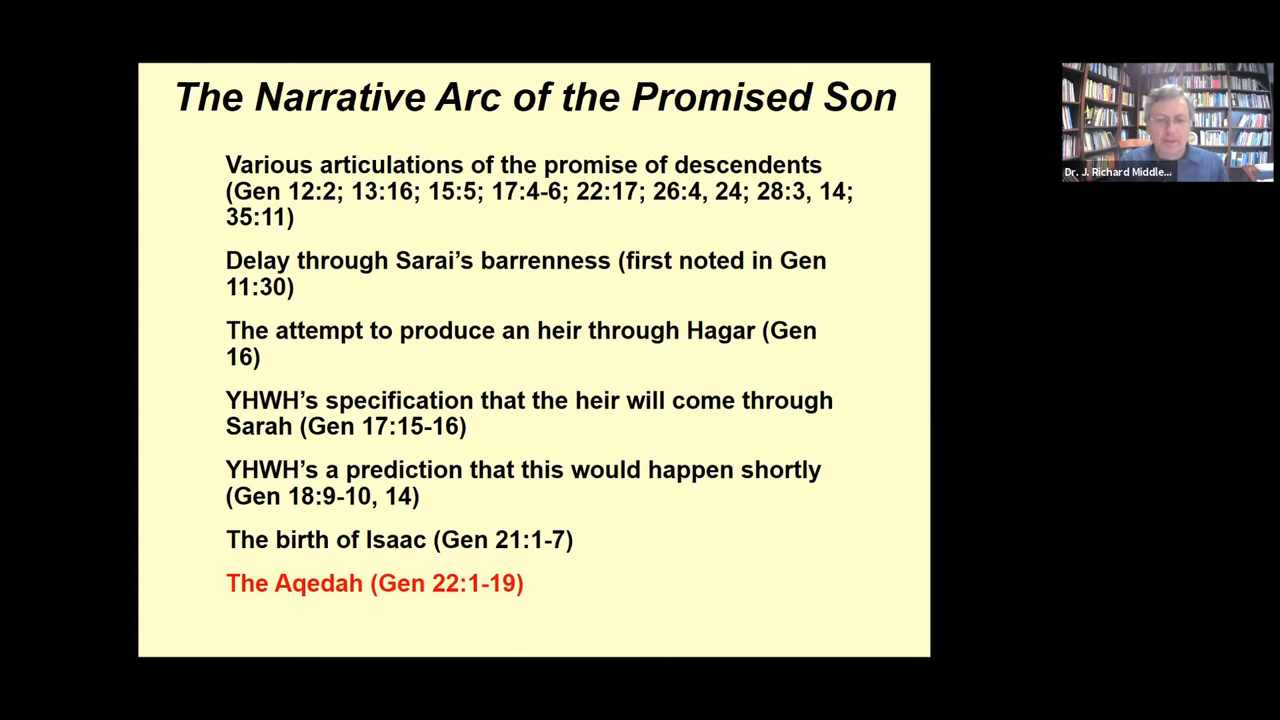 The Narrative Arc of the Promised Son
Various articulations of the promise of descendents
(Gen 12:2; 13:16; 15:5; 17:4-6; 22:17; 26:4, 24; 28:3, 14;
35:11)
Delay through Sarai’s barrenness (first noted in Gen
11:30)
The attempt to produce an heir through Hagar (Gen
16)
YHWH’s specification that the heir will come through
Sarah (Gen 17:15-16)
YHWH’s a prediction that this would happen shortly
(Gen 18:9-10, 14)
The birth of Isaac (Gen 21:1-7)
The Aqedah (Gen 22:1-19)
Dr. J. Richard Middle...